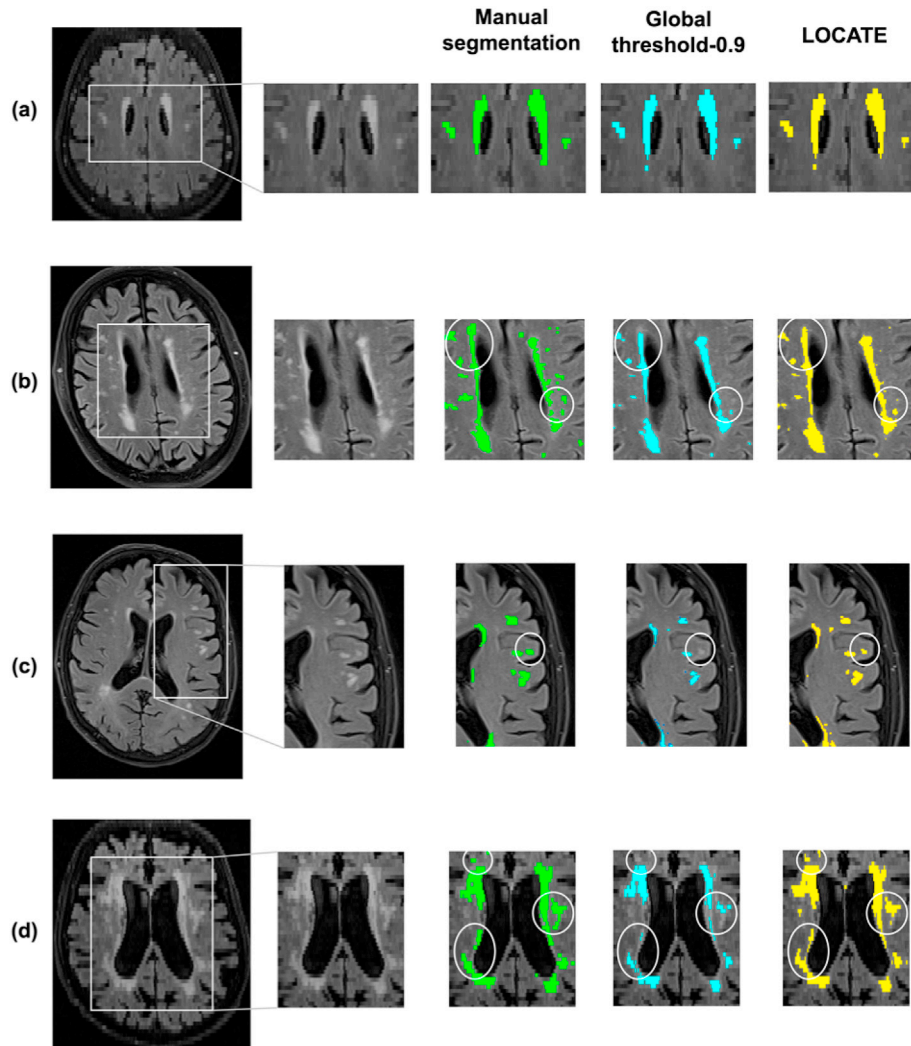 Manual
segmentation
Global
threshold-0.9
LOCATE
(a)
(b)
(c)
(d)